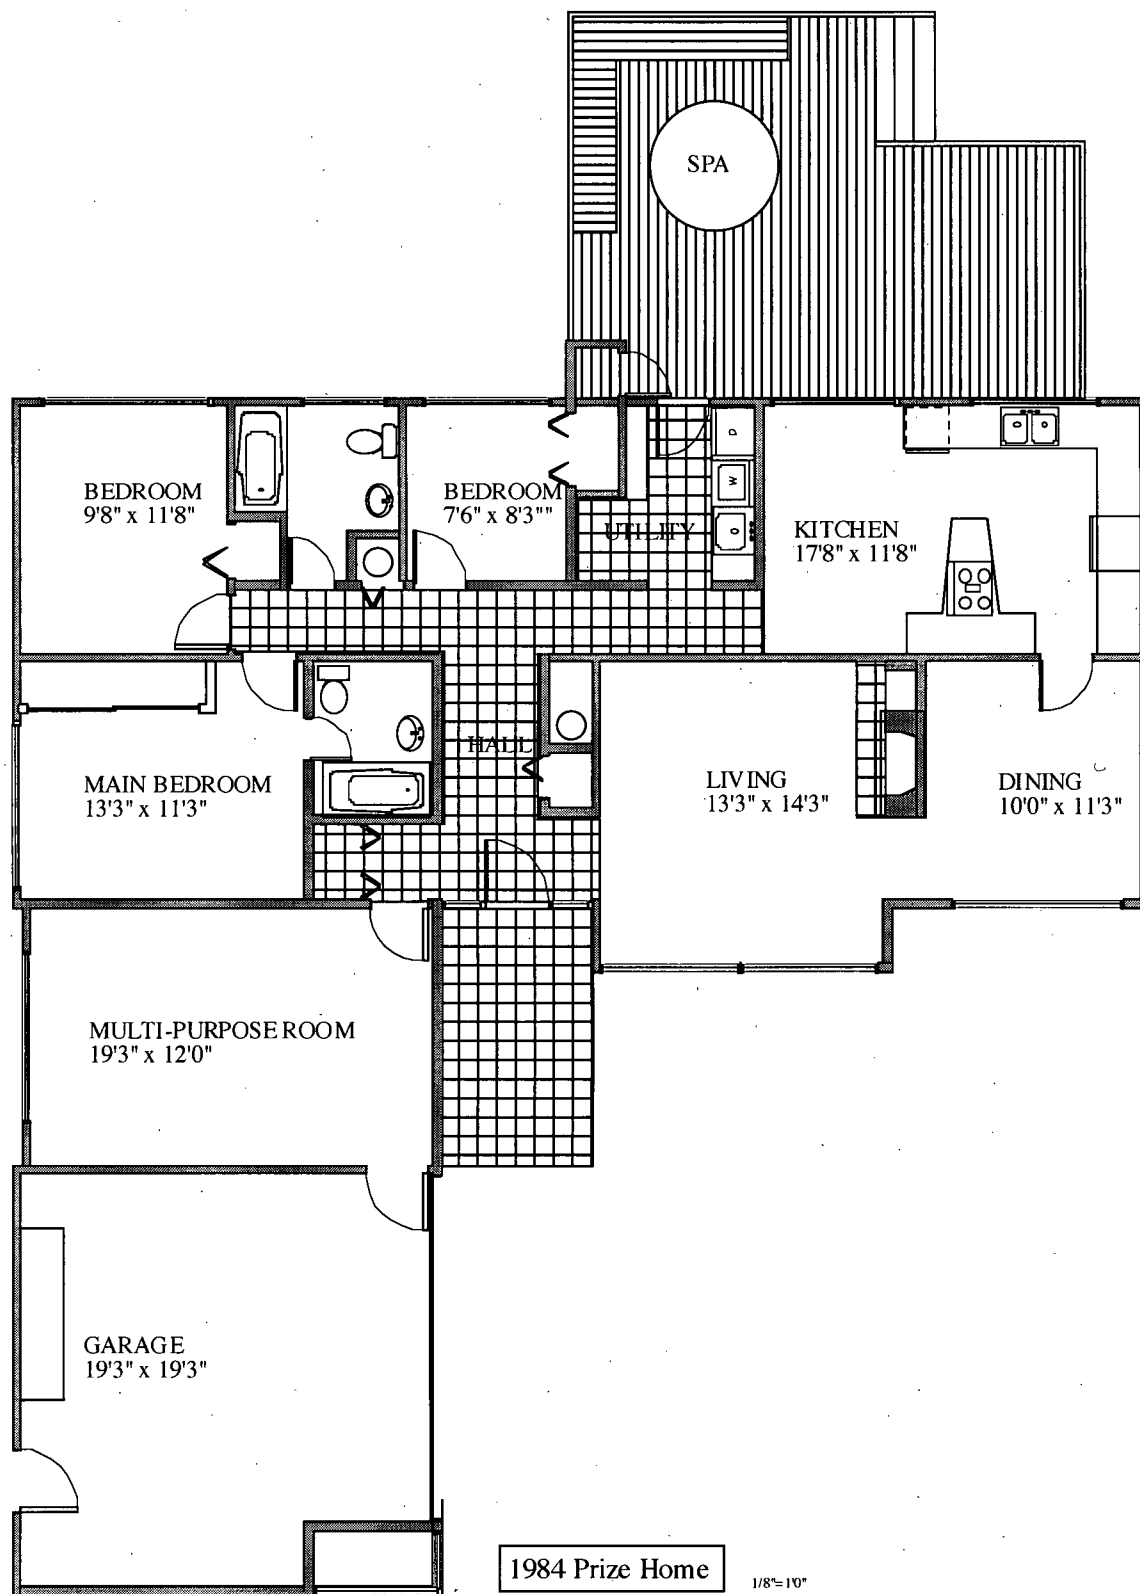 SPA
BEDROOM
9'8" x 11'8"
BEDROOM
7'6" x 8'3""
D
W
UTILITY
KITCHEN
17'8" x 11'8"
HALL
MAIN BEDROOM
13'3" x 11'3"
LIVING
13'3" x 14'3"
DINING
10'0" x 11'3"
MULTI-PURPOSE ROOM
19'3" x 12'0"
GARAGE
19'3" x 19'3"
1984 Prize Home
1/8"=1'0"